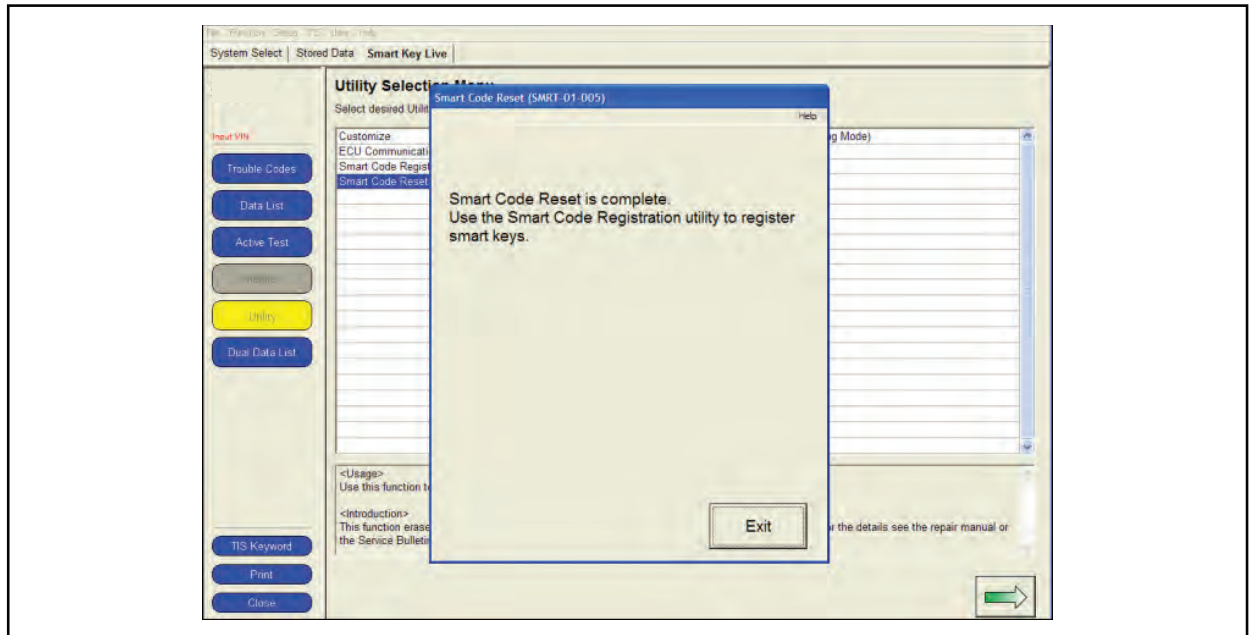 System Select Stored Data Smart Key Live
Utility Selecti
Select desired Utilit
Smart Code Reset (SMRT-01-005)
Help
Input VIN
Trouble Codes
Data List
Active Test
Utility
Dual Data List
TIS Keyword
Print
Close
Customize
ECU Communicati
Smart Code Regist
Smart Code Reset
g Mode)
Smart Code Reset is complete.
Use the Smart Code Registration utility to register
smart keys.
Exit
<Usage>
Use this function t
<Introduction>
This function erase
r the details see the repair manual or
the Service Bulletin